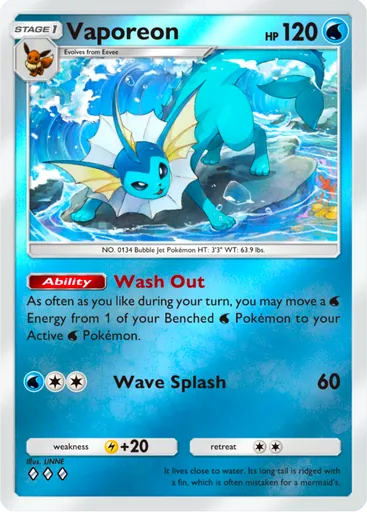 STAGE 1
Vaporeon
HP 120
Evolves from Eevee
NO. 0134 Bubble Jet Pokémon HT: 3'3" WT: 63.9 lbs.
Ability Wash Out
As often as you like during your turn, you may move a
Energy from 1 of your Benched Pokémon to your
Active Pokémon.
Wave Splash 60
weakness +20
retreat
Illus. LINNE
It lives close to water. Its long tail is ridged with
a fin, which is often mistaken for a mermaid's.